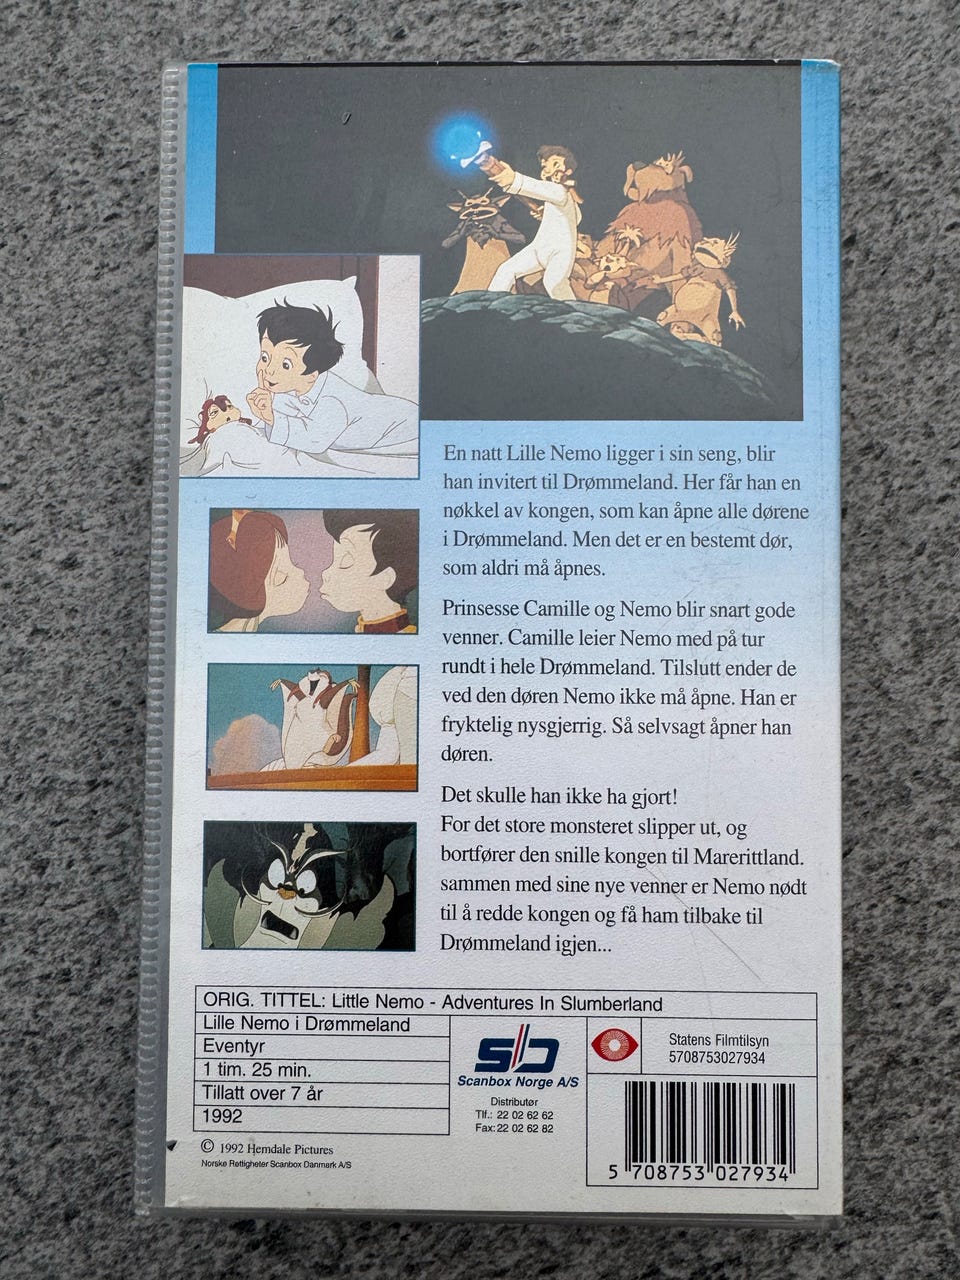 En natt Lille Nemo ligger i sin seng, blir
han invitert til Drømmeland. Her får han en
nøkkel av kongen, som kan åpne alle dørene
i Drømmeland. Men det er en bestemt dør,
som aldri må åpnes.
Prinsesse Camille og Nemo blir snart gode
venner. Camille leier Nemo med på tur
rundt i hele Drømmeland. Tilslutt ender de
ved den døren Nemo ikke må åpne. Han er
fryktelig nysgjerrig. Så selvsagt åpner han
døren.
Det skulle han ikke ha gjort!
For det store monsteret slipper ut, og
bortfører den snille kongen til Marerittland.
sammen med sine nye venner er Nemo nødt
til å redde kongen og få ham tilbake til
Drømmeland igjen...
ORIG. TITTEL: Little Nemo - Adventures In Slumberland
Lille Nemo i Drømmeland
Eventyr
1 tim. 25 min.
Tillatt over 7 år
1992
© 1992 Hemdale Pictures
Norske Rettigheter Scanbox Danmark A/S
Scanbox Norge A/S
Distributør
Tlf.: 22 02 62 62
Fax: 22 02 62 82
Statens Filmtilsyn
5708753027934
5 708753 027934